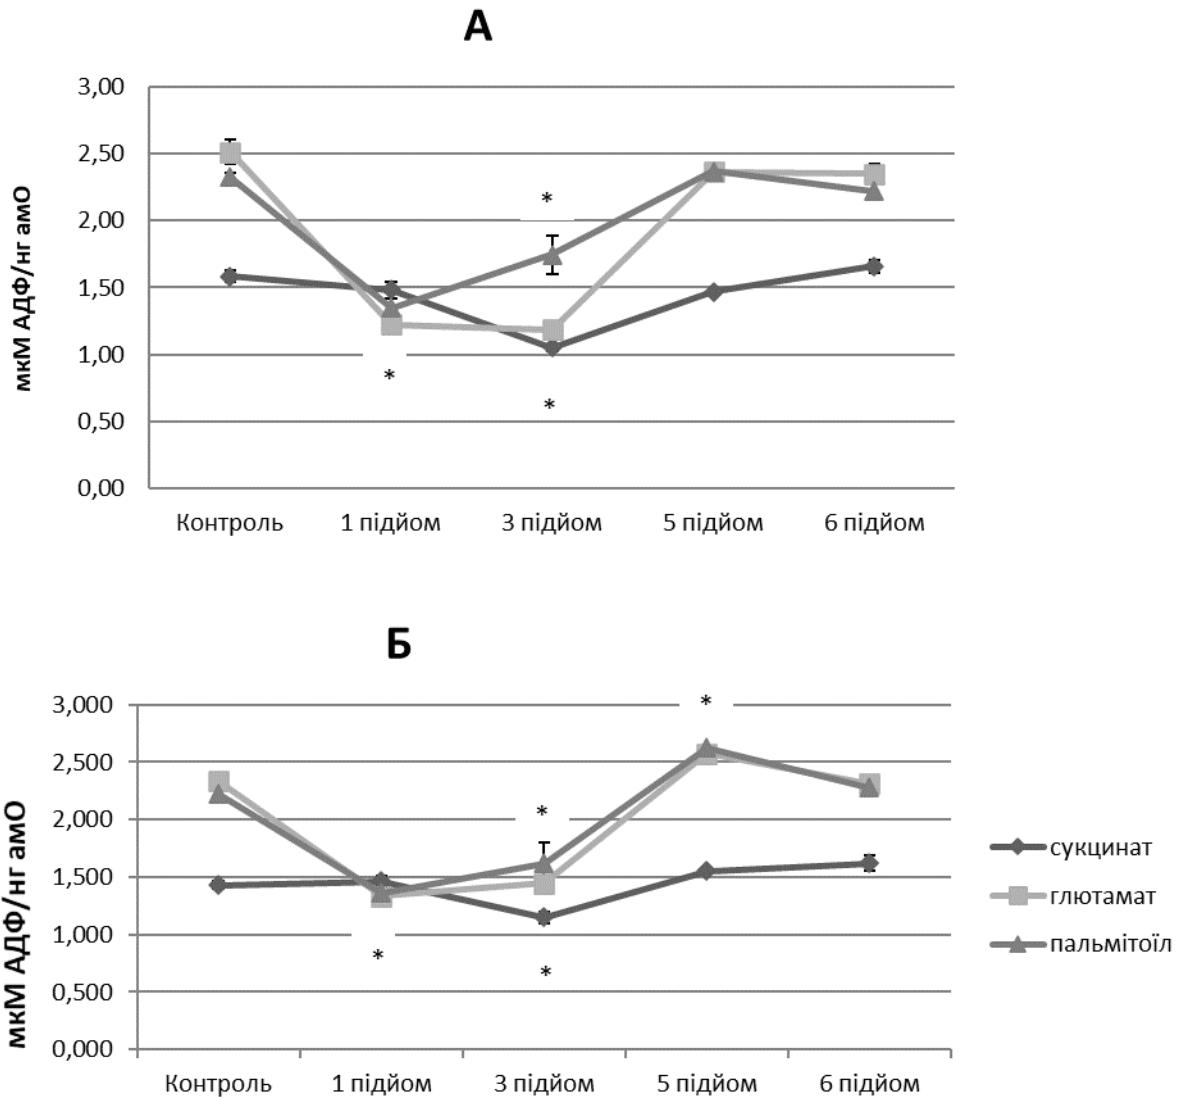 А
3,00
2,50
2,00
1,50
1,00
0,50
0,00
мкМ АДФ/нг амО
*
*
*
Контроль 1 підйом 3 підйом 5 підйом 6 підйом
Б
3,000
2,500
2,000
1,500
1,000
0,500
0,000
мкМ АДФ/нг амО
*
*
*
*
Контроль 1 підйом 3 підйом 5 підйом 6 підйом
сукцинат
глютамат
пальмітоїл